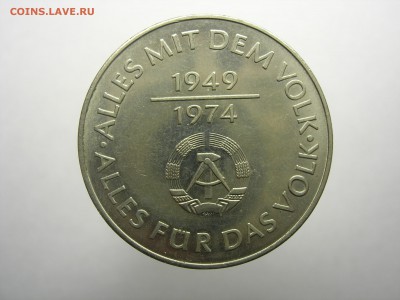 COINS.LAVE.RU
· ALLES MIT DEM VOLK ·
1949
1974
ALLES FÜR DAS VOLK